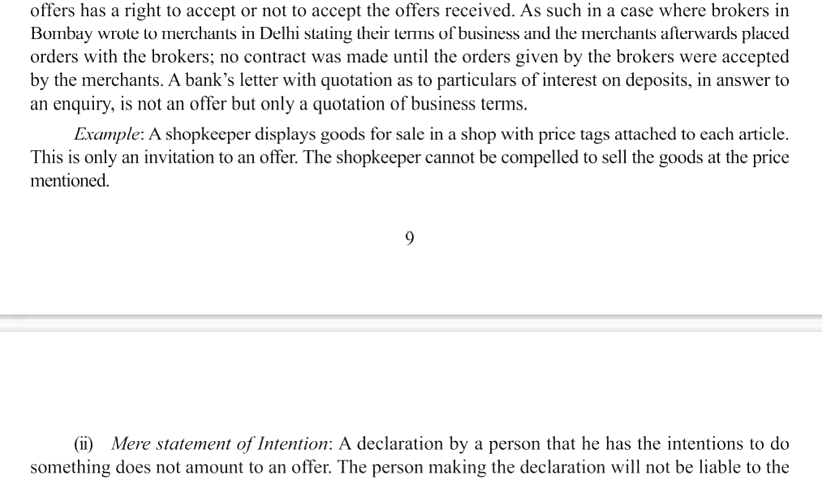 offers has a right to accept or not to accept the offers received. As such in a case where brokers in
Bombay wrote to merchants in Delhi stating their terms of business and the merchants afterwards placed
orders with the brokers; no contract was made until the orders given by the brokers were accepted
by the merchants. A bank's letter with quotation as to particulars of interest on deposits, in answer to
an enquiry, is not an offer but only a quotation of business terms.
Example: A shopkeeper displays goods for sale in a shop with price tags attached to each article.
This is only an invitation to an offer. The shopkeeper cannot be compelled to sell the goods at the price
mentioned.
9
(ii) Mere statement of Intention: A declaration by a person that he has the intentions to do
something does not amount to an offer. The person making the declaration will not be liable to the